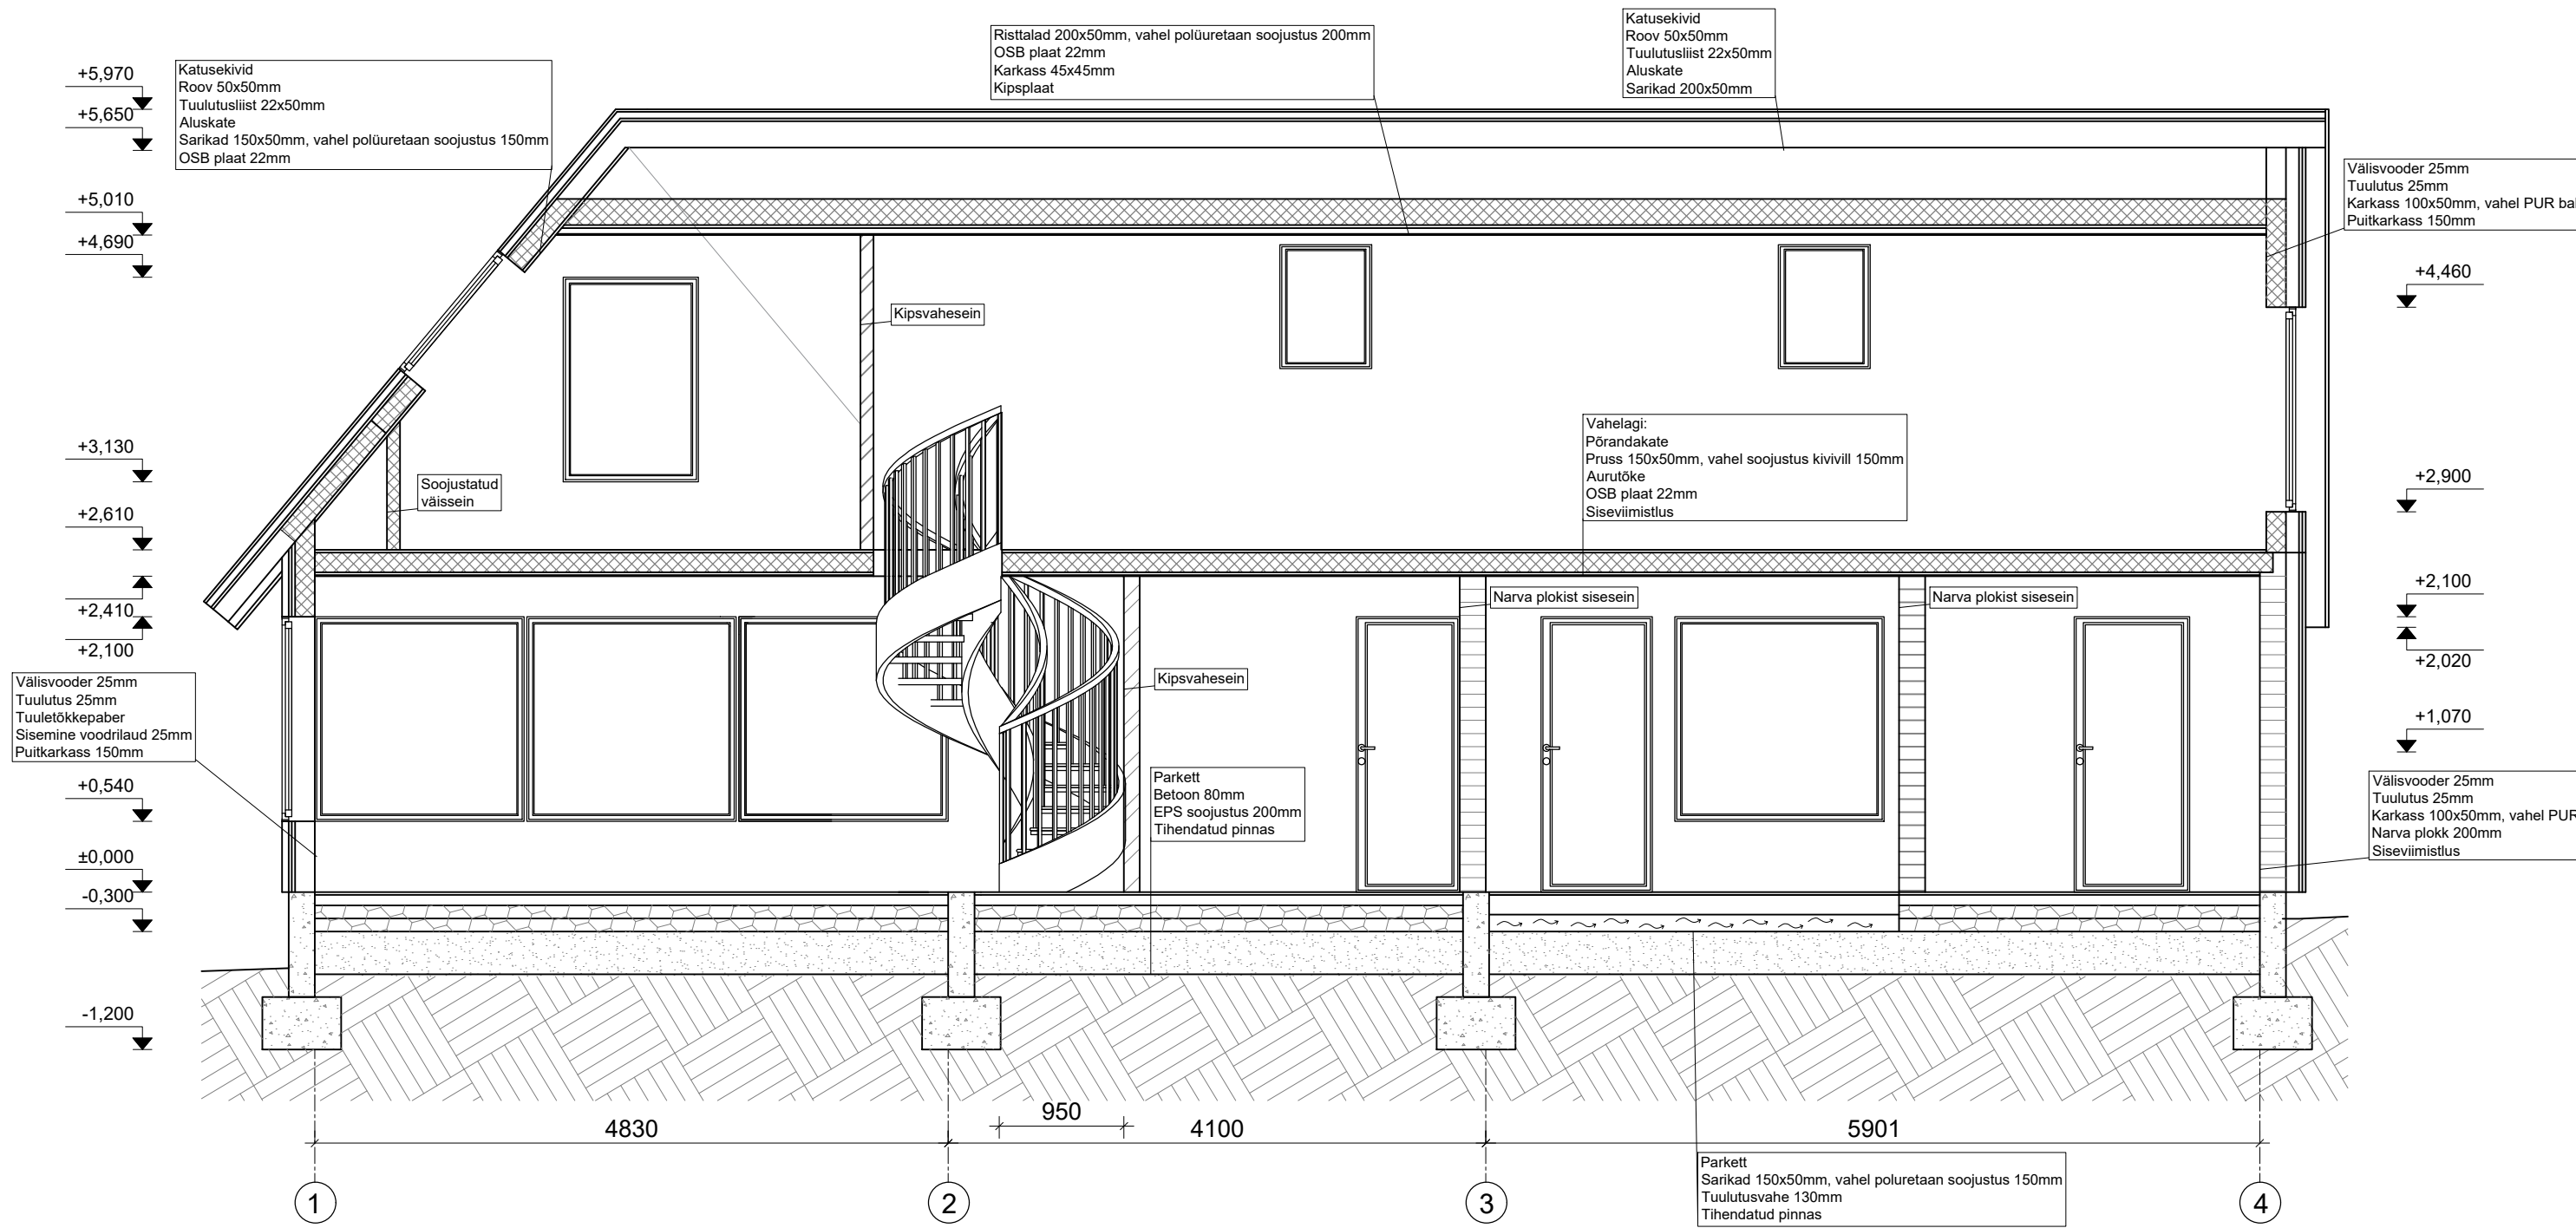 Katusekivid
Roov 50x50mm
Tuulutusliist 22x50mm
Aluskate
Sarikad 150x50mm, vahel polüuretaan soojustus 150mm
OSB plaat 22mm
Risttalad 200x50mm, vahel polüuretaan soojustus 200mm
OSB plaat 22mm
Karkass 45x45mm
Kipsplaat
Katusekivid
Roov 50x50mm
Tuulutusliist 22x50mm
Aluskate
Sarikad 200x50mm
Välisvooder 25mm
Tuulutus 25mm
Karkass 100x50mm, vahel PUR
Puitkarkass 150mm
+5,970
+5,650
+5,010
+4,690
+3,130
+2,610
+2,410
+2,100
+0,540
±0,000
-0,300
-1,200
+4,460
+2,900
+2,100
+2,020
+1,070
Kipsvahesein
Soojustatud
väissein
Vahelagi:
Põrandakate
Pruss 150x50mm, vahel soojustus kivivill 150mm
Aurutõke
OSB plaat 22mm
Siseviimistlus
Narva plokist sisesein
Narva plokist sisesein
Kipsvahesein
Välisvooder 25mm
Tuulutus 25mm
Tuuletõkkepaber
Sisemine voodrilaud 25mm
Puitkarkass 150mm
Parkett
Betoon 80mm
EPS soojustus 200mm
Tihendatud pinnas
Välisvooder 25mm
Tuulutus 25mm
Karkass 100x50mm, vahel PUR
Narva plokk 200mm
Siseviimistlus
4830
950
4100
5901
Parkett
Sarikad 150x50mm, vahel poluretaan soojustus 150mm
Tuulutusvahe 130mm
Tihendatud pinnas
1
2
3
4